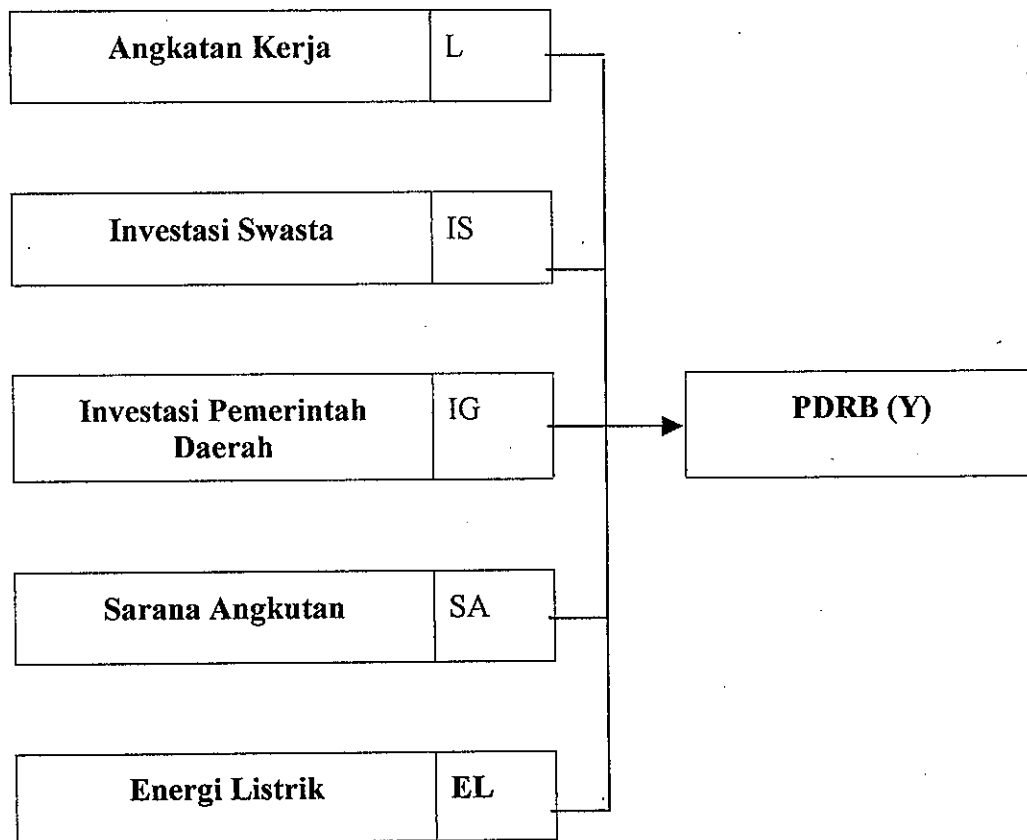 Angkatan Kerja L
Investasi Swasta IS
Investasi Pemerintah IG
Daerah
PDRB (Y)
Sarana Angkutan SA
Energi Listrik EL